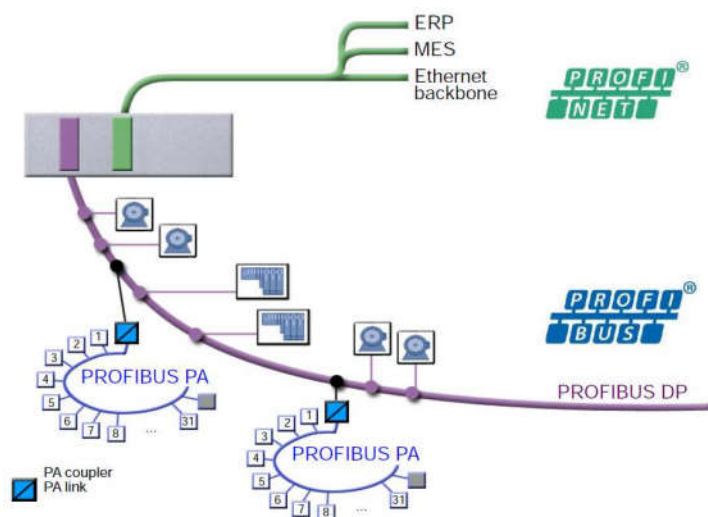 ERP
MES
Ethernet
backbone
PROFI®
NET
PROFI®
BUS
1
2
3
4
5
6
7
8
...
31
PROFIBUS PA
PROFIBUS DP
1
2
3
4
5
6
7
8
...
31
PROFIBUS PA
PA coupler
PA link